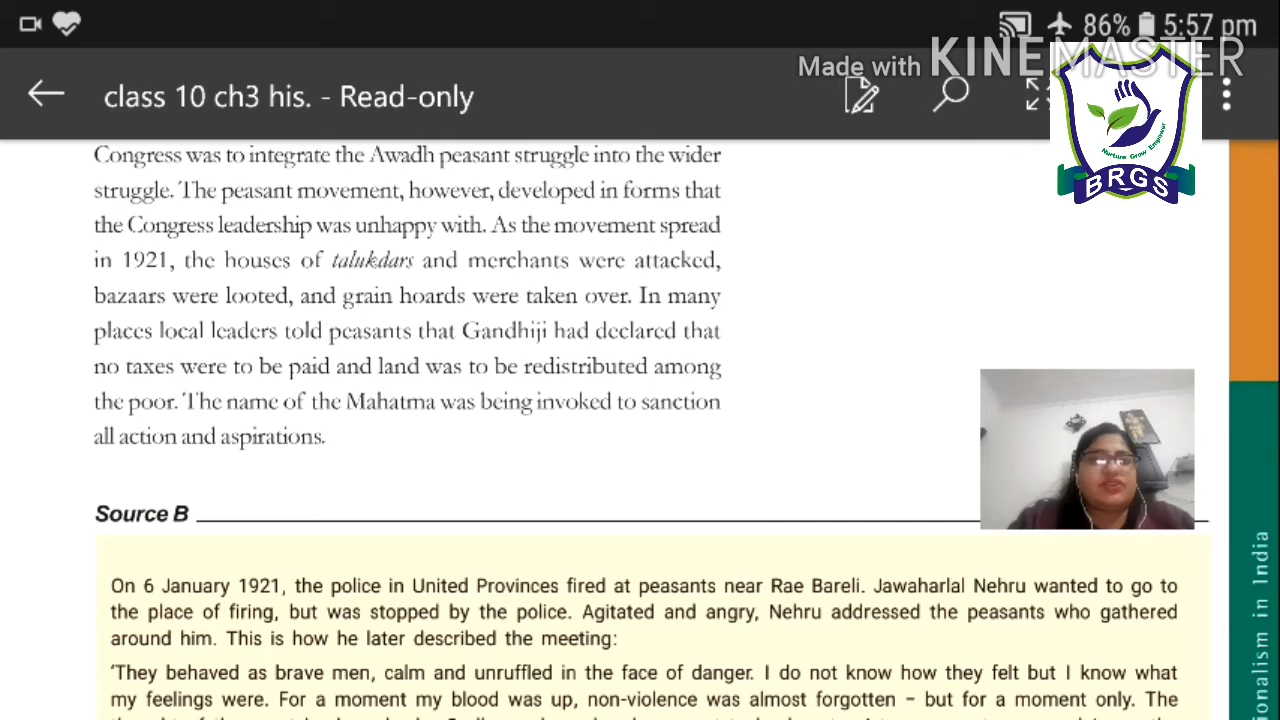 86% 5:57 pm
Made with KINEMASTER
class 10 ch3 his. - Read-only
Nurture Grow Empower
BRGS
Congress was to integrate the Awadh peasant struggle into the wider
struggle. The peasant movement, however, developed in forms that
the Congress leadership was unhappy with. As the movement spread
in 1921, the houses of talukdars and merchants were attacked,
bazaars were looted, and grain hoards were taken over. In many
places local leaders told peasants that Gandhiji had declared that
no taxes were to be paid and land was to be redistributed among
the poor. The name of the Mahatma was being invoked to sanction
all action and aspirations.
Source B
On 6 January 1921, the police in United Provinces fired at peasants near Rae Bareli. Jawaharlal Nehru wanted to go to
the place of firing, but was stopped by the police. Agitated and angry, Nehru addressed the peasants who gathered
around him. This is how he later described the meeting:
'They behaved as brave men, calm and unruffled in the face of danger. I do not know how they felt but I know what
my feelings were. For a moment my blood was up, non-violence was almost forgotten – but for a moment only. The
ionalism in India